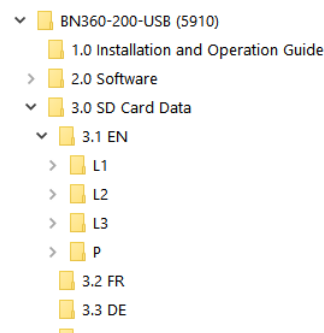 BN360-200-USB (5910)
1.0 Installation and Operation Guide
2.0 Software
3.0 SD Card Data
3.1 EN
L1
L2
L3
P
3.2 FR
3.3 DE